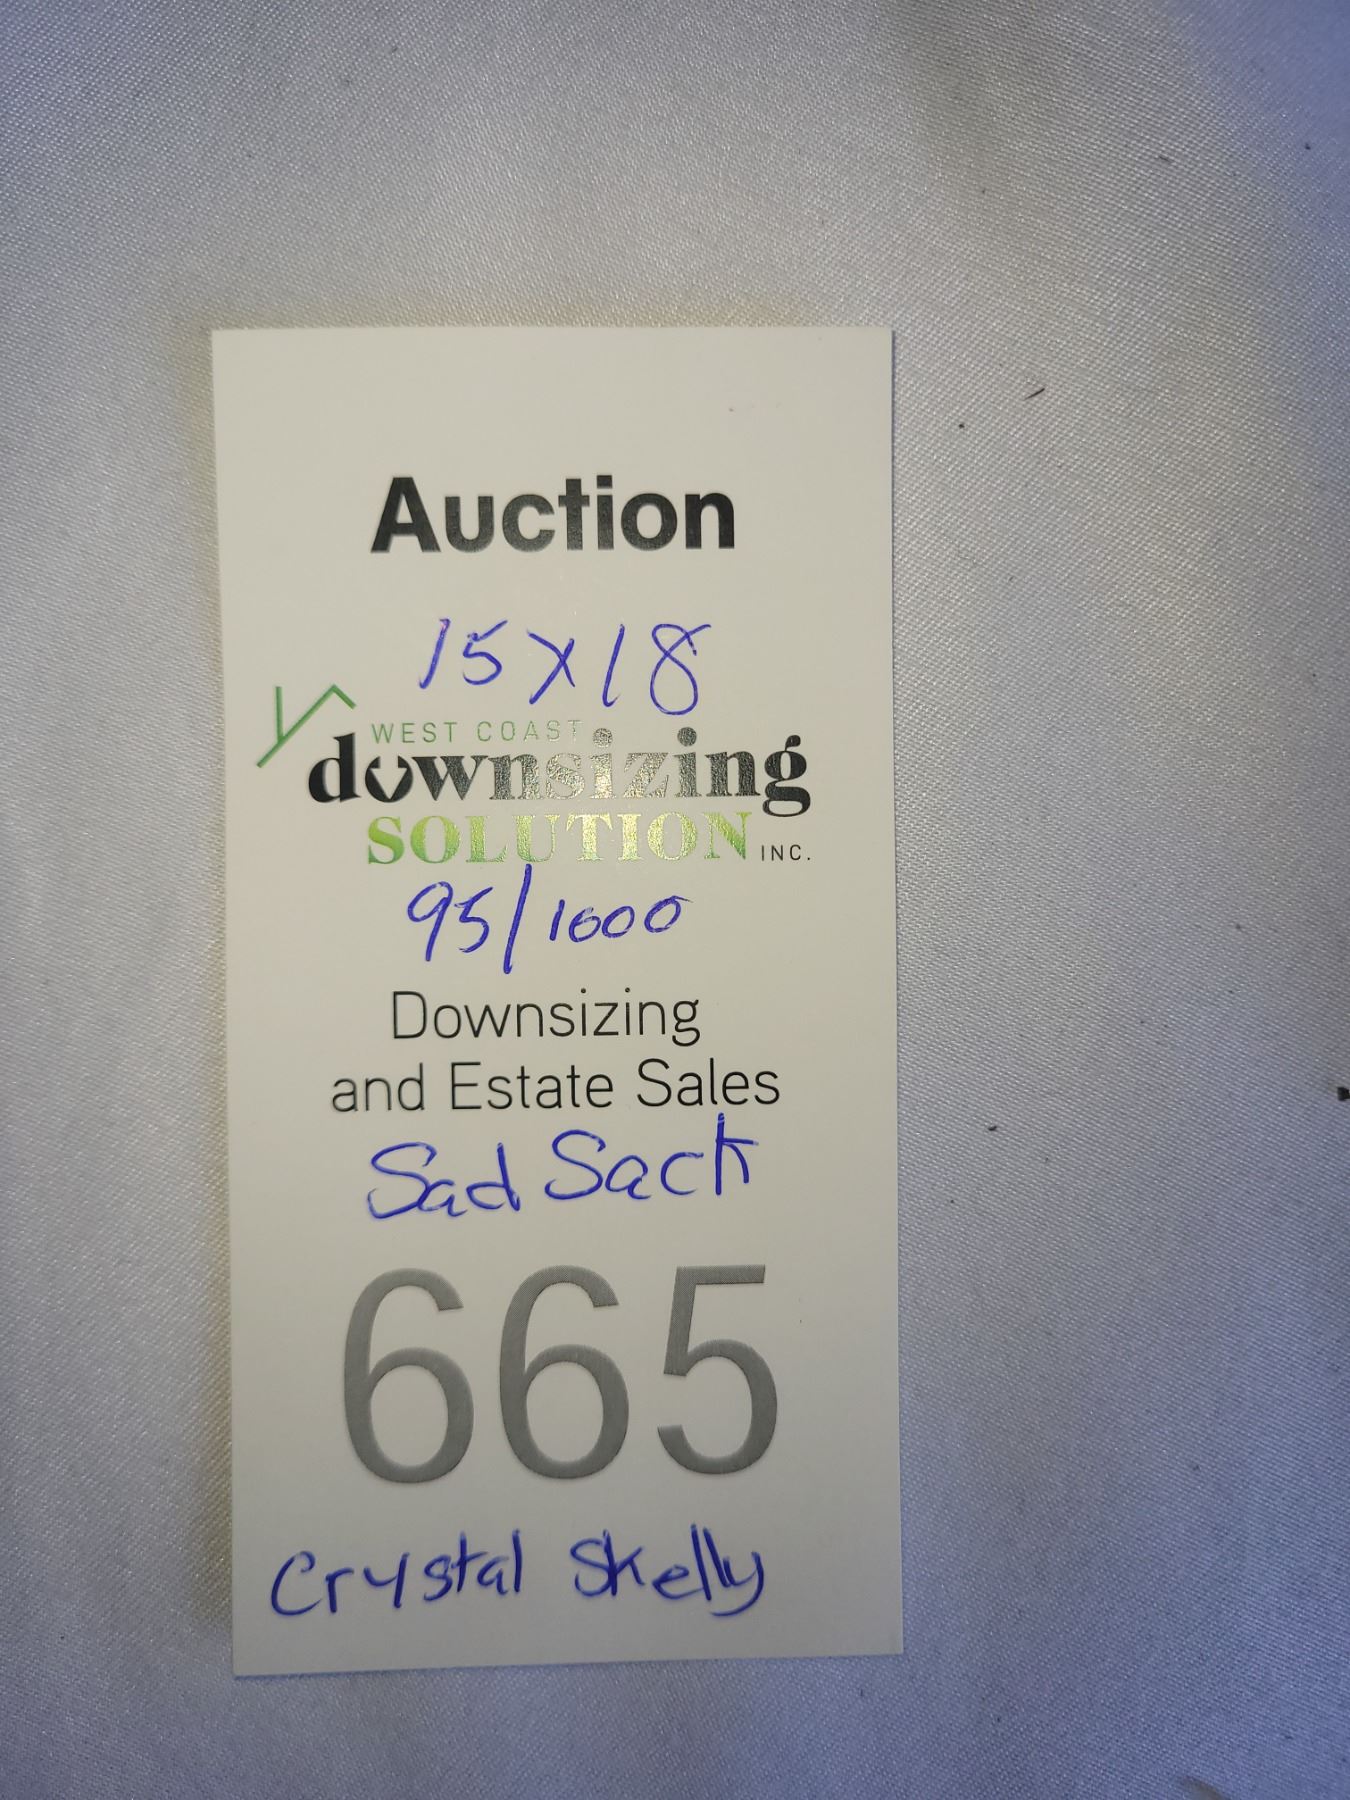 Auction
15x18
WEST COAST
downsizing
SOLUTION INC.
95/1000
Downsizing
and Estate Sales
Sad Sack
665
Crystal Skelly